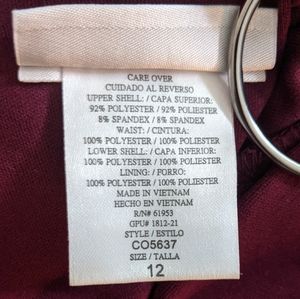 CARE OVER
CUIDADO AL REVERSO
UPPER SHELL: / CAPA SUPERIOR:
92% POLYESTER / 92% POLIESTER
8% SPANDEX / 8% SPANDEX
WAIST: / CINTURA:
100% POLYESTER / 100% POLIESTER
LOWER SHELL: / CAPA INFERIOR:
100% POLYESTER / 100% POLIESTER
LINING: / FORRO:
100% POLYESTER / 100% POLIESTER
MADE IN VIETNAM
HECHO EN VIETNAM
R/N# 61953
GPU# 1812-21
STYLE / ESTILO
CO5637
SIZE / TALLA
12